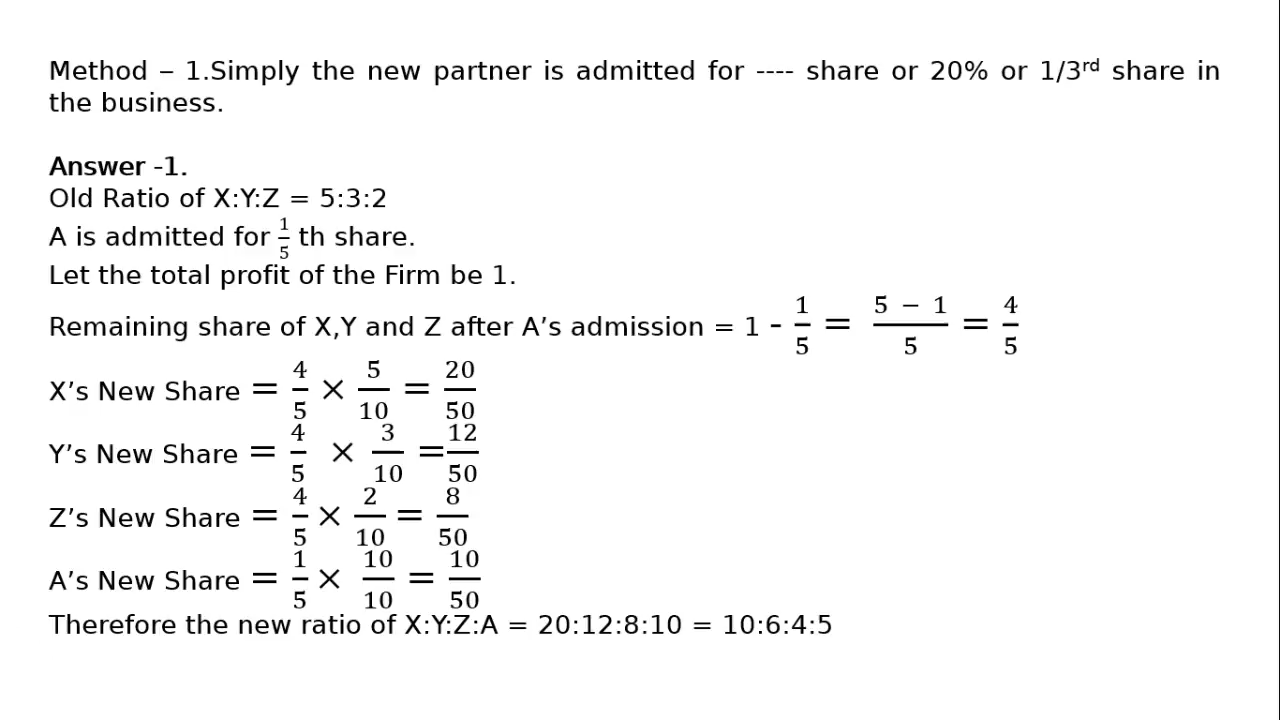 Method – 1.Simply the new partner is admitted for ---- share or 20% or 1/3rd share in
the business.
Answer -1.
Old Ratio of X:Y:Z = 5:3:2
A is admitted for 1/5 th share.
Let the total profit of the Firm be 1.
Remaining share of X,Y and Z after A’s admission = 1 - 1/5 = (5 − 1)/5 = 4/5
X’s New Share = 4/5 × 5/10 = 20/50
Y’s New Share = 4/5 × 3/10 = 12/50
Z’s New Share = 4/5 × 2/10 = 8/50
A’s New Share = 1/5 × 10/10 = 10/50
Therefore the new ratio of X:Y:Z:A = 20:12:8:10 = 10:6:4:5